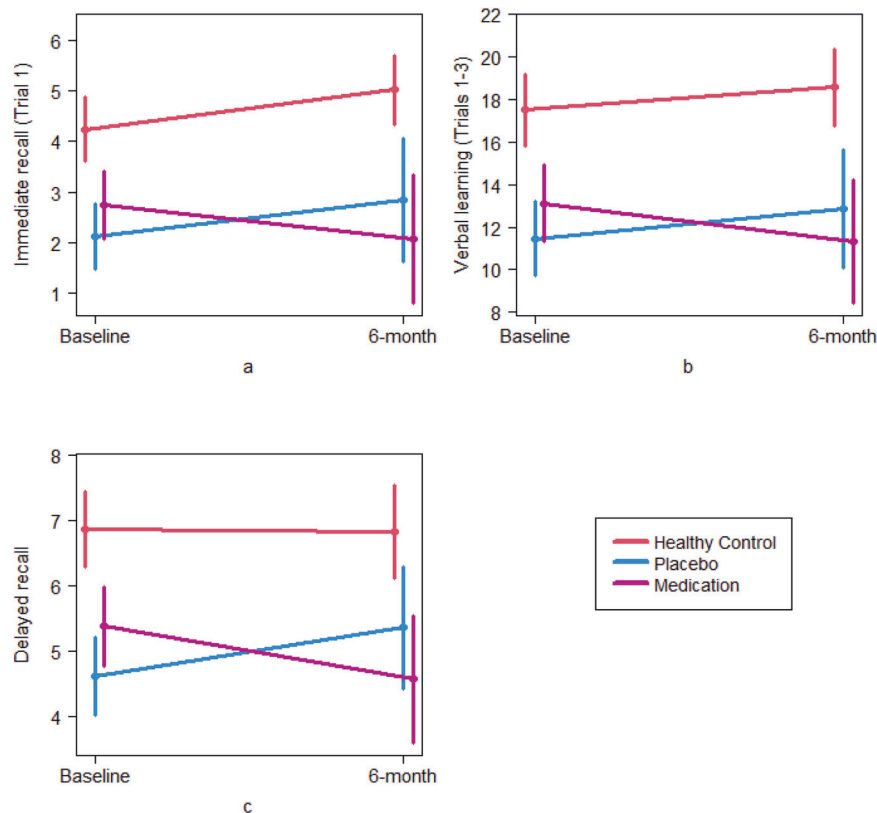 Immediate recall (Trial 1)
6
5
4
3
2
1
Baseline 6-month
a
Verbal learning (Trials 1-3)
22
20
18
16
14
12
10
8
Baseline 6-month
b
Delayed recall
8
7
6
5
4
Baseline 6-month
c
Healthy Control
Placebo
Medication